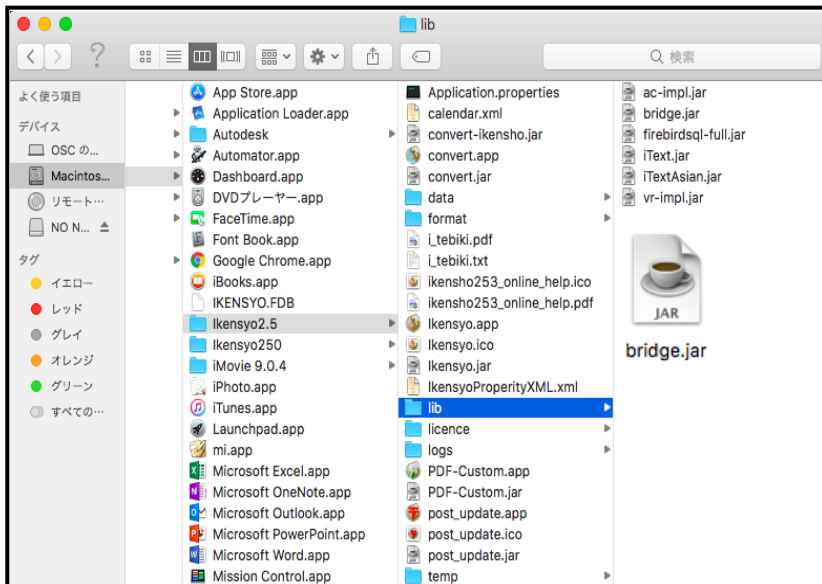 lib
検索
よく使う項目
デバイス
OSC の...
Macintos...
リモート…
NO N...
タグ
イエロー
レッド
グレイ
オレンジ
グリーン
すべての…
App Store.app
Application Loader.app
Autodesk
Automator.app
Dashboard.app
DVDプレーヤー.app
FaceTime.app
Font Book.app
Google Chrome.app
iBooks.app
IKENSYO.FDB
Ikensyo2.5
Ikensyo250
iMovie 9.0.4
iPhoto.app
iTunes.app
Launchpad.app
mi.app
Microsoft Excel.app
Microsoft OneNote.app
Microsoft Outlook.app
Microsoft PowerPoint.app
Microsoft Word.app
Mission Control.app
Application.properties
calendar.xml
convert-ikensho.jar
convert.app
convert.jar
data
format
i_tebiki.pdf
i_tebiki.txt
ikensho253_online_help.ico
ikensho253_online_help.pdf
Ikensyo.app
Ikensyo.ico
Ikensyo.jar
IkensyoProperityXML.xml
lib
licence
logs
PDF-Custom.app
PDF-Custom.jar
post_update.app
post_update.ico
post_update.jar
temp
ac-impl.jar
bridge.jar
firebirdsql-full.jar
iText.jar
iTextAsian.jar
vr-impl.jar
JAR
bridge.jar